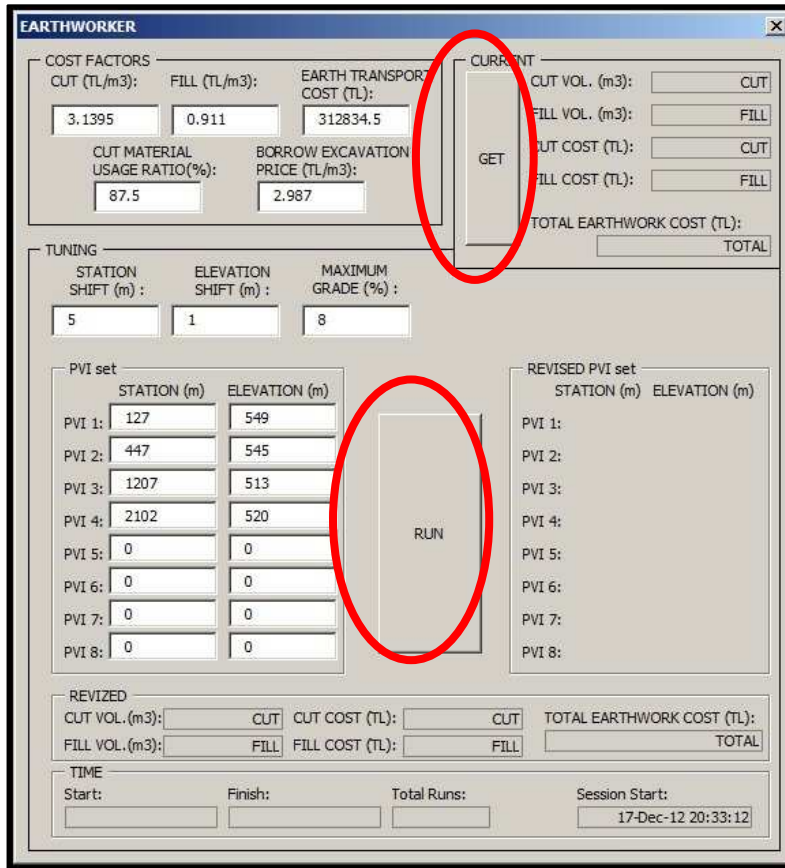 EARTHWORKER
COST FACTORS
CUT (TL/m3): FILL (TL/m3): EARTH TRANSPORT COST (TL):
3.1395 0.911 312834.5
CUT MATERIAL USAGE RATIO(%): BORROW EXCAVATION PRICE (TL/m3):
87.5 2.987
CURRENT
GET
CUT VOL. (m3): CUT
FILL VOL. (m3): FILL
CUT COST (TL): CUT
FILL COST (TL): FILL
TOTAL EARTHWORK COST (TL):
TOTAL
TUNING
STATION SHIFT (m) : ELEVATION SHIFT (m) : MAXIMUM GRADE (%) :
5 1 8
PVI set
STATION (m) ELEVATION (m)
PVI 1: 127 549
PVI 2: 447 545
PVI 3: 1207 513
PVI 4: 2102 520
PVI 5: 0 0
PVI 6: 0 0
PVI 7: 0 0
PVI 8: 0 0
RUN
REVISED PVI set
STATION (m) ELEVATION (m)
PVI 1:
PVI 2:
PVI 3:
PVI 4:
PVI 5:
PVI 6:
PVI 7:
PVI 8:
REVIZED
CUT VOL.(m3): CUT CUT COST (TL): CUT TOTAL EARTHWORK COST (TL):
FILL VOL.(m3): FILL FILL COST (TL): FILL TOTAL
TIME
Start: Finish: Total Runs: Session Start:
17-Dec-12 20:33:12